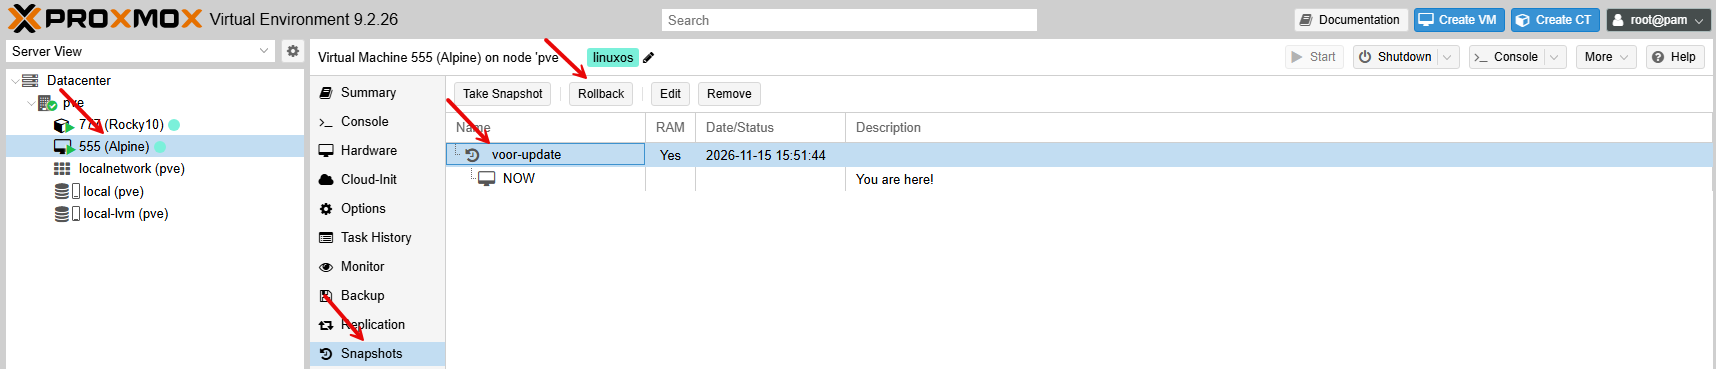 PROXMOX Virtual Environment 9.2.26
Search
Documentation
Create VM
Create CT
root@pam
Server View
Datacenter
pve
777 (Rocky10)
555 (Alpine)
localnetwork (pve)
local (pve)
local-lvm (pve)
Virtual Machine 555 (Alpine) on node 'pve
linuxos
Start
Shutdown
Console
More
Help
Summary
Console
Hardware
Cloud-Init
Options
Task History
Monitor
Backup
Replication
Snapshots
Take Snapshot
Rollback
Edit
Remove
Name RAM Date/Status Description
voor-update Yes 2026-11-15 15:51:44
NOW You are here!